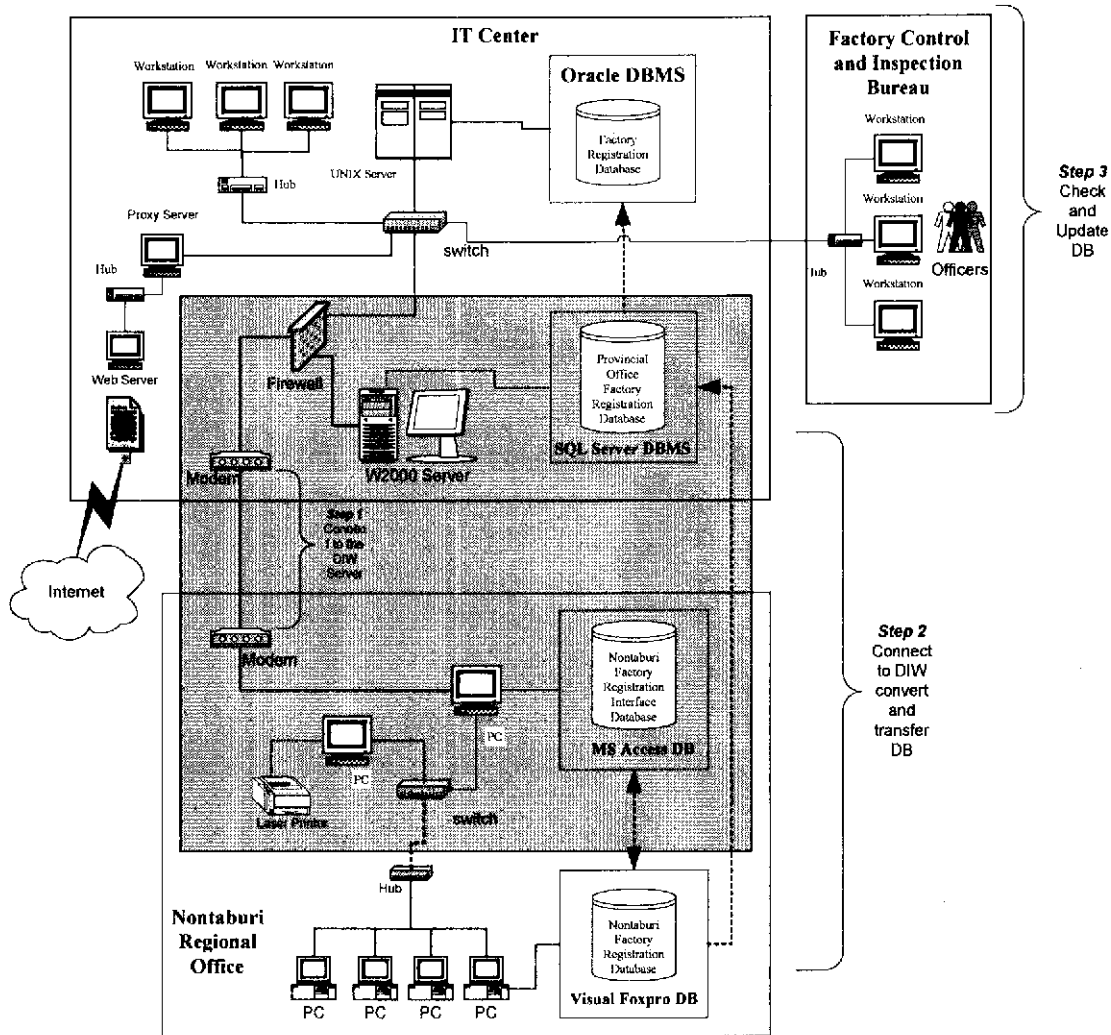 IT Center
Workstation
Workstation
Workstation
UNIX Server
Hub
Proxy Server
Hub
Web Server
switch
Oracle DBMS
Factory
Registration
Database
Factory Control
and Inspection
Bureau
Workstation
Workstation
Workstation
Hub
Officers
Step 3
Check
and
Update
DB
Firewall
Modem
W2000 Server
Provincial
Office
Factory
Registration
Database
SQL Server DBMS
Internet
Step 1
Connec
t to the
DIW
Server
Modem
PC
PC
Laser Printer
switch
Nontaburi
Factory
Registration
Interface
Database
MS Access DB
Step 2
Connect
to DIW
convert
and
transfer
DB
Nontaburi
Regional
Office
Hub
PC
PC
PC
PC
Nontaburi
Factory
Registration
Database
Visual Foxpro DB